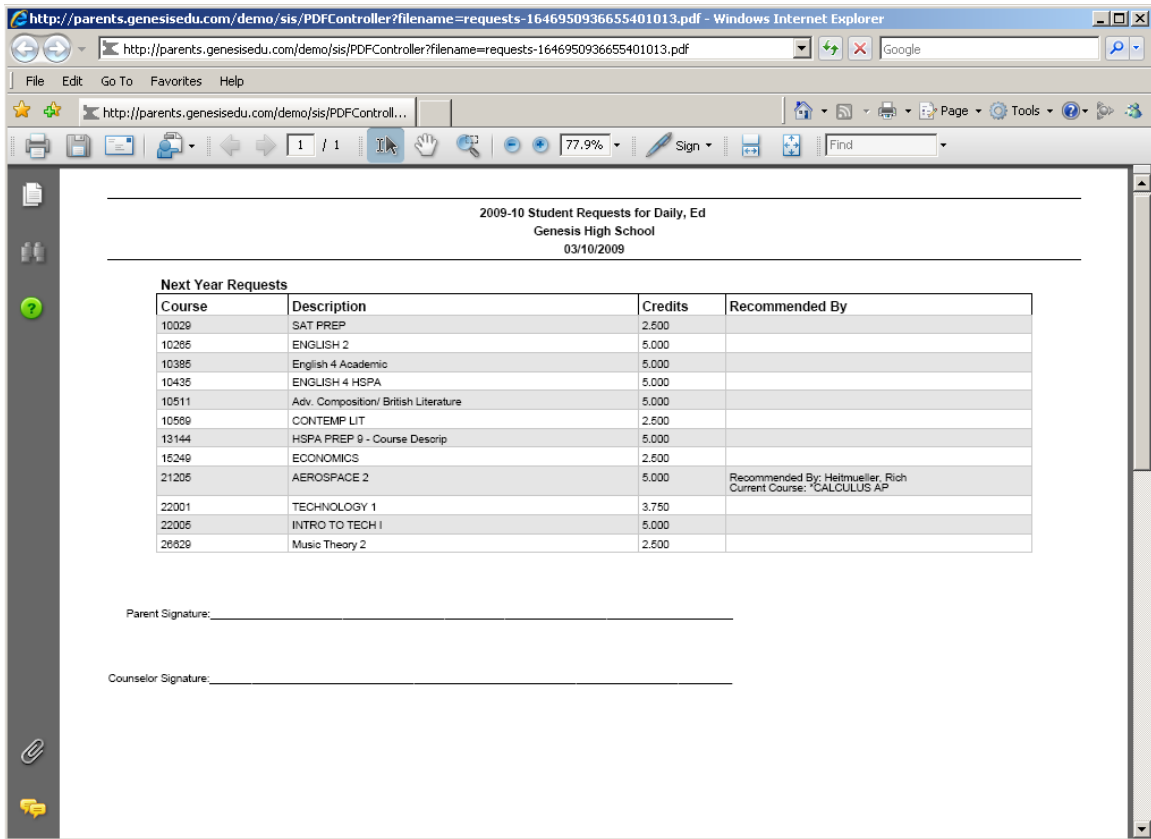 http://parents.genesisedu.com/demo/sis/PDFController?filename=requests-1646950936655401013.pdf - Windows Internet Explorer
http://parents.genesisedu.com/demo/sis/PDFController?filename=requests-1646950936655401013.pdf Google
File Edit Go To Favorites Help
http://parents.genesisedu.com/demo/sis/PDFControll... Page Tools
1 / 1 77.9% Sign Find
2009-10 Student Requests for Daily, Ed
Genesis High School
03/10/2009
Next Year Requests
Course Description Credits Recommended By
10029 SAT PREP 2.500
10265 ENGLISH 2 5.000
10385 English 4 Academic 5.000
10435 ENGLISH 4 HSPA 5.000
10511 Adv. Composition/ British Literature 5.000
10569 CONTEMP LIT 2.500
13144 HSPA PREP 9 - Course Descrip 5.000
15249 ECONOMICS 2.500
21205 AEROSPACE 2 5.000 Recommended By: Heitmueller, Rich
Current Course: *CALCULUS AP
22001 TECHNOLOGY 1 3.750
22005 INTRO TO TECH I 5.000
26629 Music Theory 2 2.500
Parent Signature:
Counselor Signature: